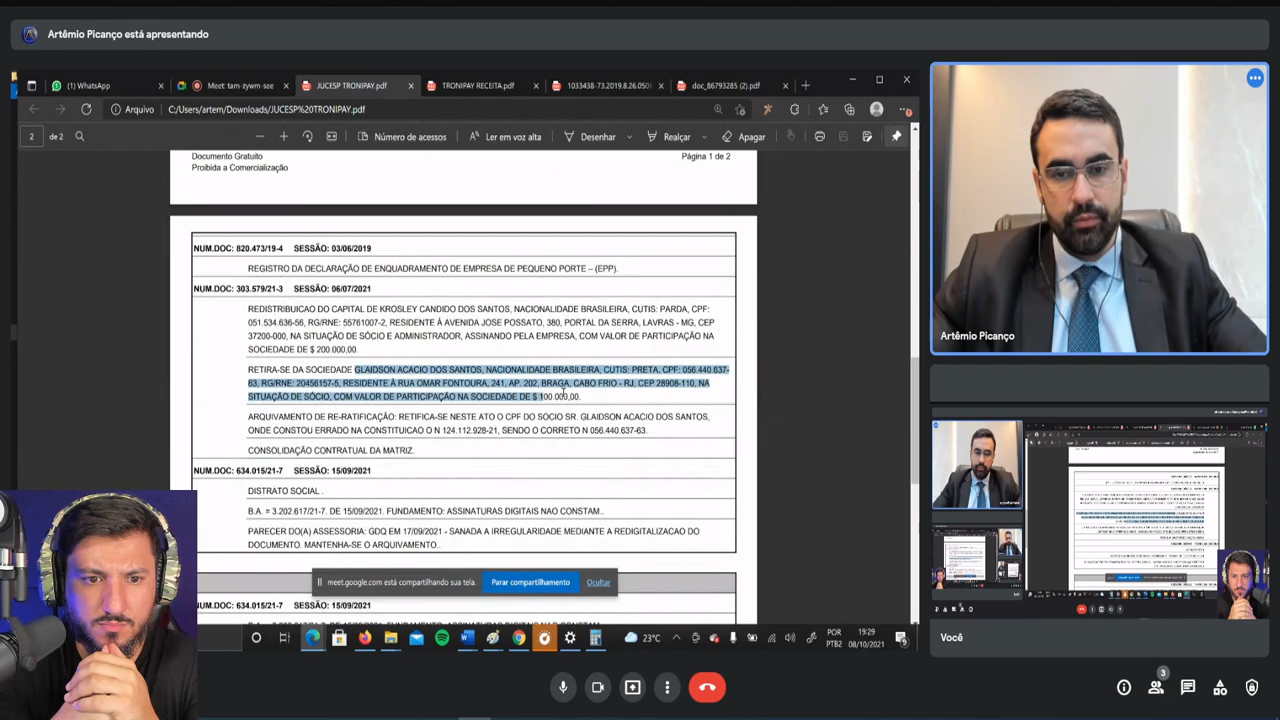 Artêmio Picanço está apresentando
(1) WhatsApp
Meet: tam-zywm-see
JUCESP TRONIPAY.pdf
TRONIPAY RECEITA.pdf
1033438-73.2019.8.26.050
doc_86793285 (2).pdf
Arquivo
C:/Users/artem/Downloads/JUCESP%20TRONIPAY.pdf
2 de 2
Número de acessos
Ler em voz alta
Desenhar
Realçar
Apagar
Documento Gratuito
Proibida a Comercialização
Página 1 de 2
NUM.DOC: 820.473/19-4 SESSÃO: 03/06/2019
REGISTRO DA DECLARAÇÃO DE ENQUADRAMENTO DE EMPRESA DE PEQUENO PORTE – (EPP).
NUM.DOC: 303.579/21-3 SESSÃO: 06/07/2021
REDISTRIBUICAO DO CAPITAL DE KROSLEY CANDIDO DOS SANTOS, NACIONALIDADE BRASILEIRA, CUTIS: PARDA, CPF:
051.534.636-56, RG/RNE: 55761007-2, RESIDENTE À AVENIDA JOSE POSSATO, 380, PORTAL DA SERRA, LAVRAS - MG, CEP
37200-000, NA SITUAÇÃO DE SÓCIO E ADMINISTRADOR, ASSINANDO PELA EMPRESA, COM VALOR DE PARTICIPAÇÃO NA
SOCIEDADE DE $ 200.000,00.
RETIRA-SE DA SOCIEDADE GLAIDSON ACACIO DOS SANTOS, NACIONALIDADE BRASILEIRA, CUTIS: PRETA, CPF: 056.440.637-
63, RG/RNE: 20456157-5, RESIDENTE À RUA OMAR FONTOURA, 241, AP. 202, BRAGA, CABO FRIO - RJ, CEP 28908-110, NA
SITUAÇÃO DE SÓCIO, COM VALOR DE PARTICIPAÇÃO NA SOCIEDADE DE $ 100.000,00.
ARQUIVAMENTO DE RE-RATIFICAÇÃO: RETIFICA-SE NESTE ATO O CPF DO SOCIO SR. GLAIDSON ACACIO DOS SANTOS,
ONDE CONSTOU ERRADO NA CONSTITUICAO O N 124.112.928-21, SENDO O CORRETO N 056.440.637-63.
CONSOLIDAÇÃO CONTRATUAL DA MATRIZ.
NUM.DOC: 634.015/21-7 SESSÃO: 15/09/2021
DISTRATO SOCIAL .
B.A. = 3.202.617/21-7. DE 15/09/2021. FUNDAMENTO: ASSINATURAS DIGITAIS NAO CONSTAM..
DOCUMENTO. MANTENHA-SE O ARQUIVAMENTO..
meet.google.com está compartilhando sua tela.
Parar compartilhamento
Ocultar
NUM.DOC: 634.015/21-7 SESSÃO: 15/09/2021
23°C
POR
PTB2
19:29
08/10/2021
Artêmio Picanço
Você
3